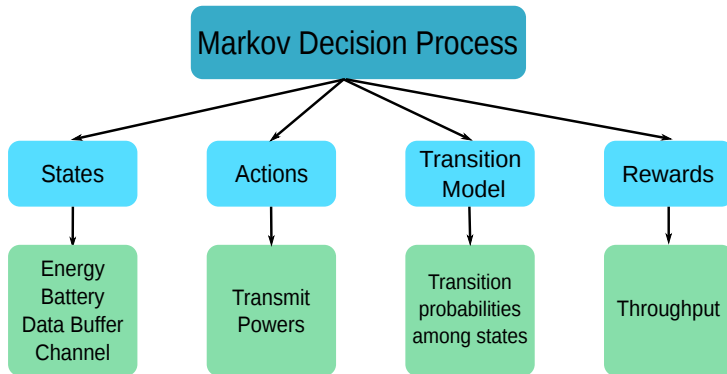 Markov Decision Process
States
Actions
Transition
Model
Rewards
Energy
Battery
Data Buffer
Channel
Transmit
Powers
Transition
probabilities
among states
Throughput